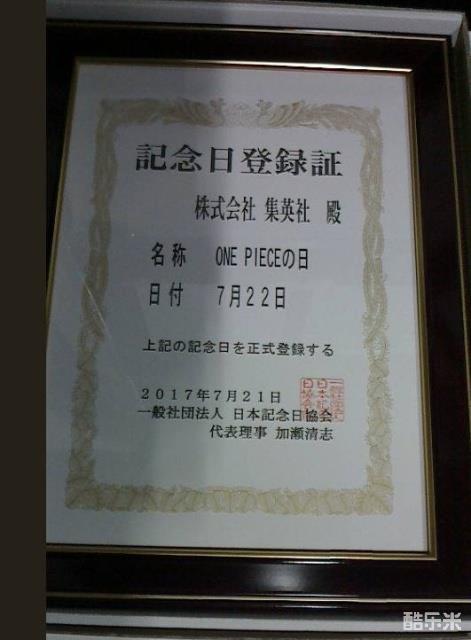 記念日登録証
株式会社 集英社 殿
名称 ONE PIECEの日
日付 7月22日
上記の記念日を正式登録する
2017年7月21日
一般社団法人 日本記念日協会
代表理事 加瀬清志
酷乐米